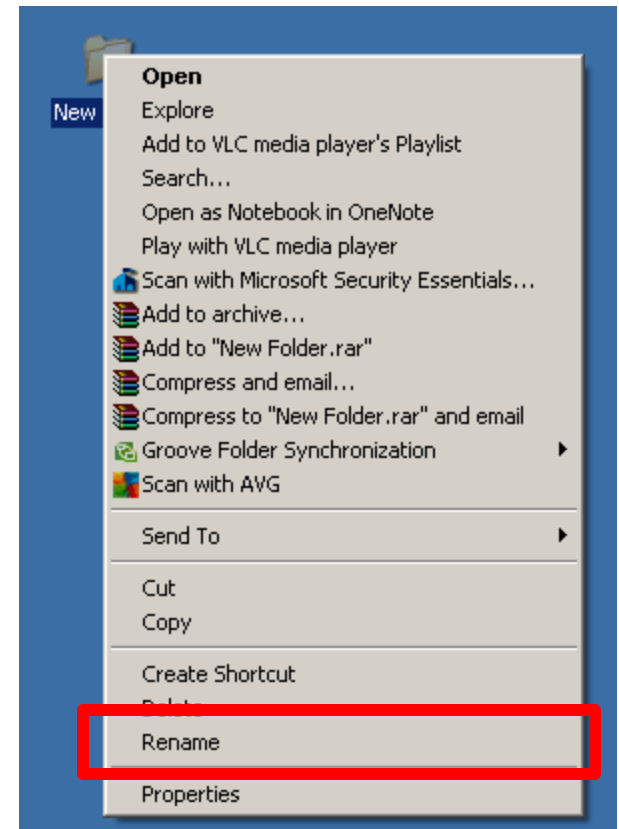 New
Open
Explore
Add to VLC media player's Playlist
Search...
Open as Notebook in OneNote
Play with VLC media player
Scan with Microsoft Security Essentials...
Add to archive...
Add to "New Folder.rar"
Compress and email...
Compress to "New Folder.rar" and email
Groove Folder Synchronization
Scan with AVG
Send To
Cut
Copy
Create Shortcut
Delete
Rename
Properties